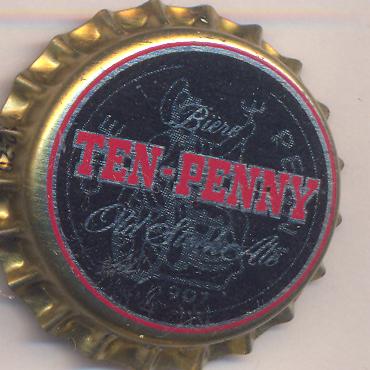 Bière
TEN-PENNY
Old Stock Ale